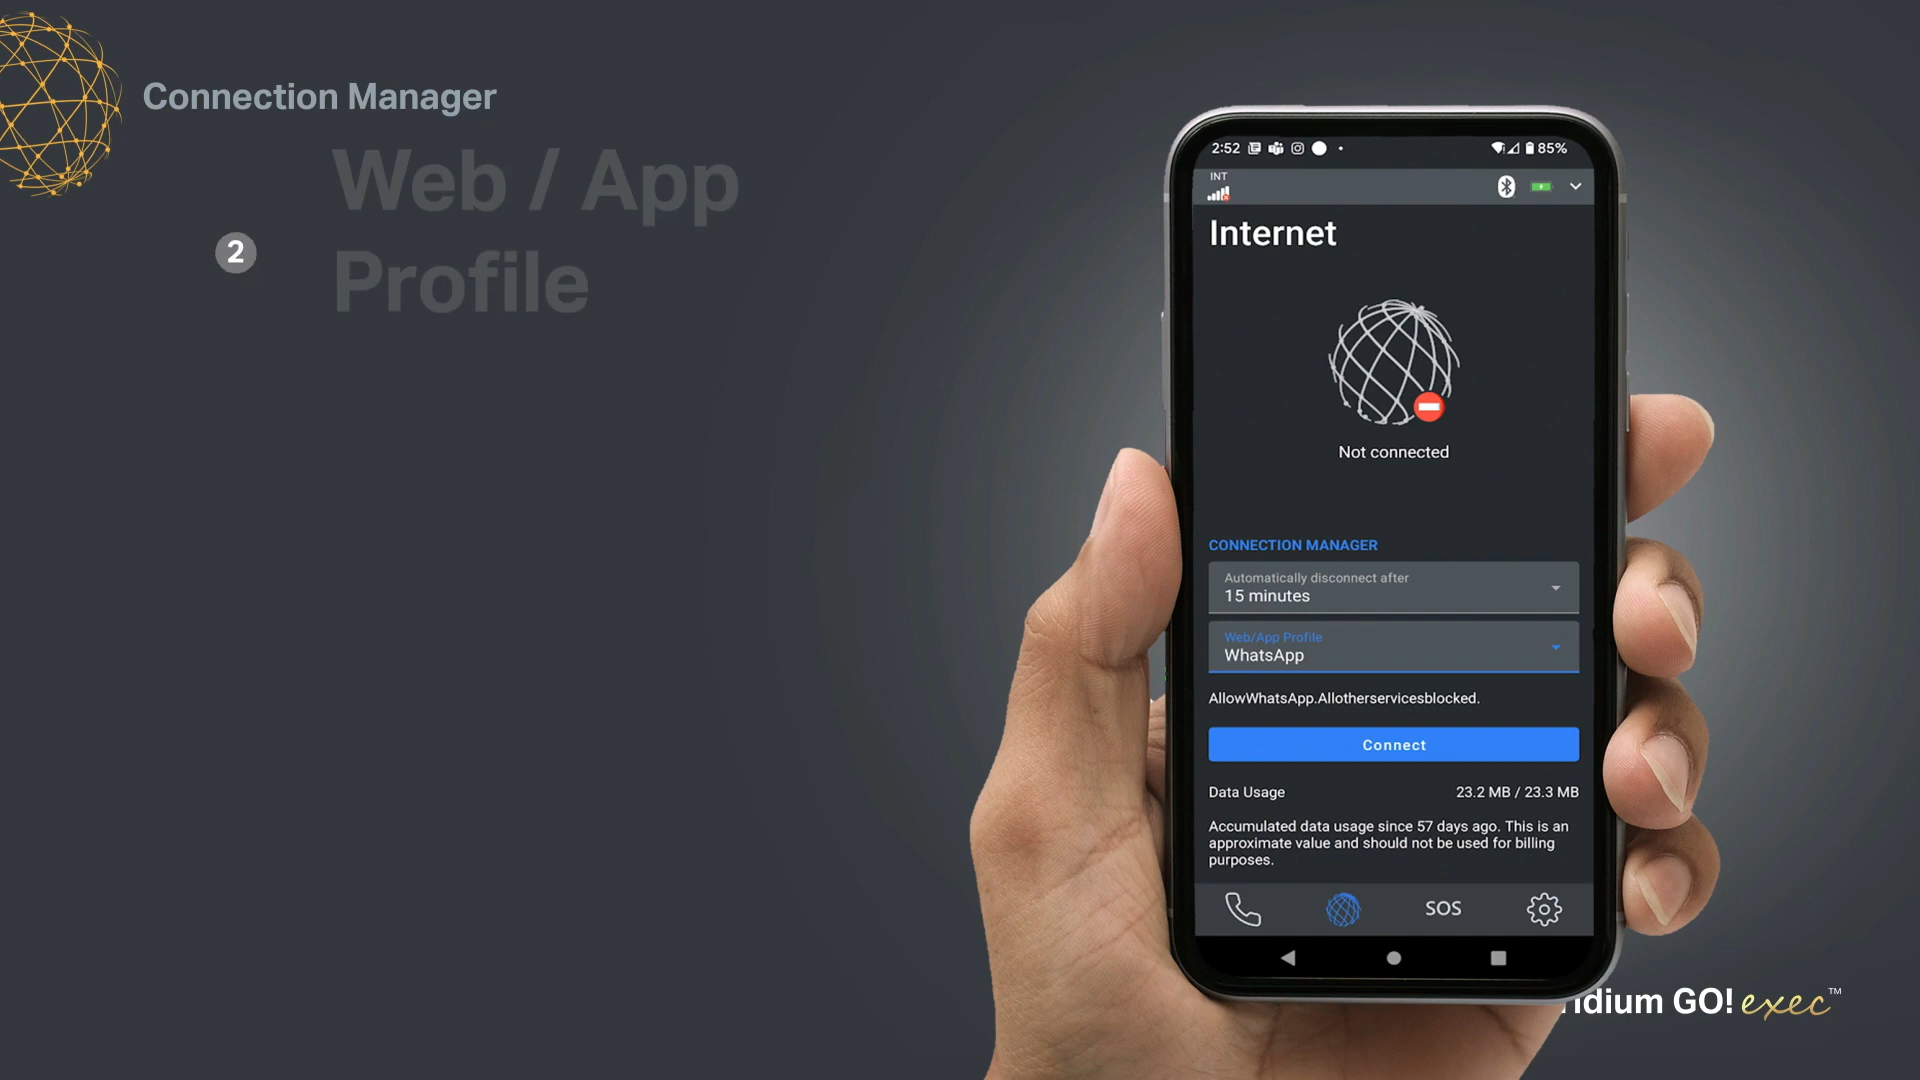 Connection Manager
Web / App
2
Profile
2:52
85%
INT
Internet
Not connected
CONNECTION MANAGER
Automatically disconnect after
15 minutes
Web/App Profile
WhatsApp
AllowWhatsApp.Allotherservicesblocked.
Connect
Data Usage 23.2 MB / 23.3 MB
Accumulated data usage since 57 days ago. This is an
approximate value and should not be used for billing
purposes.
SOS
idium GO! exec™